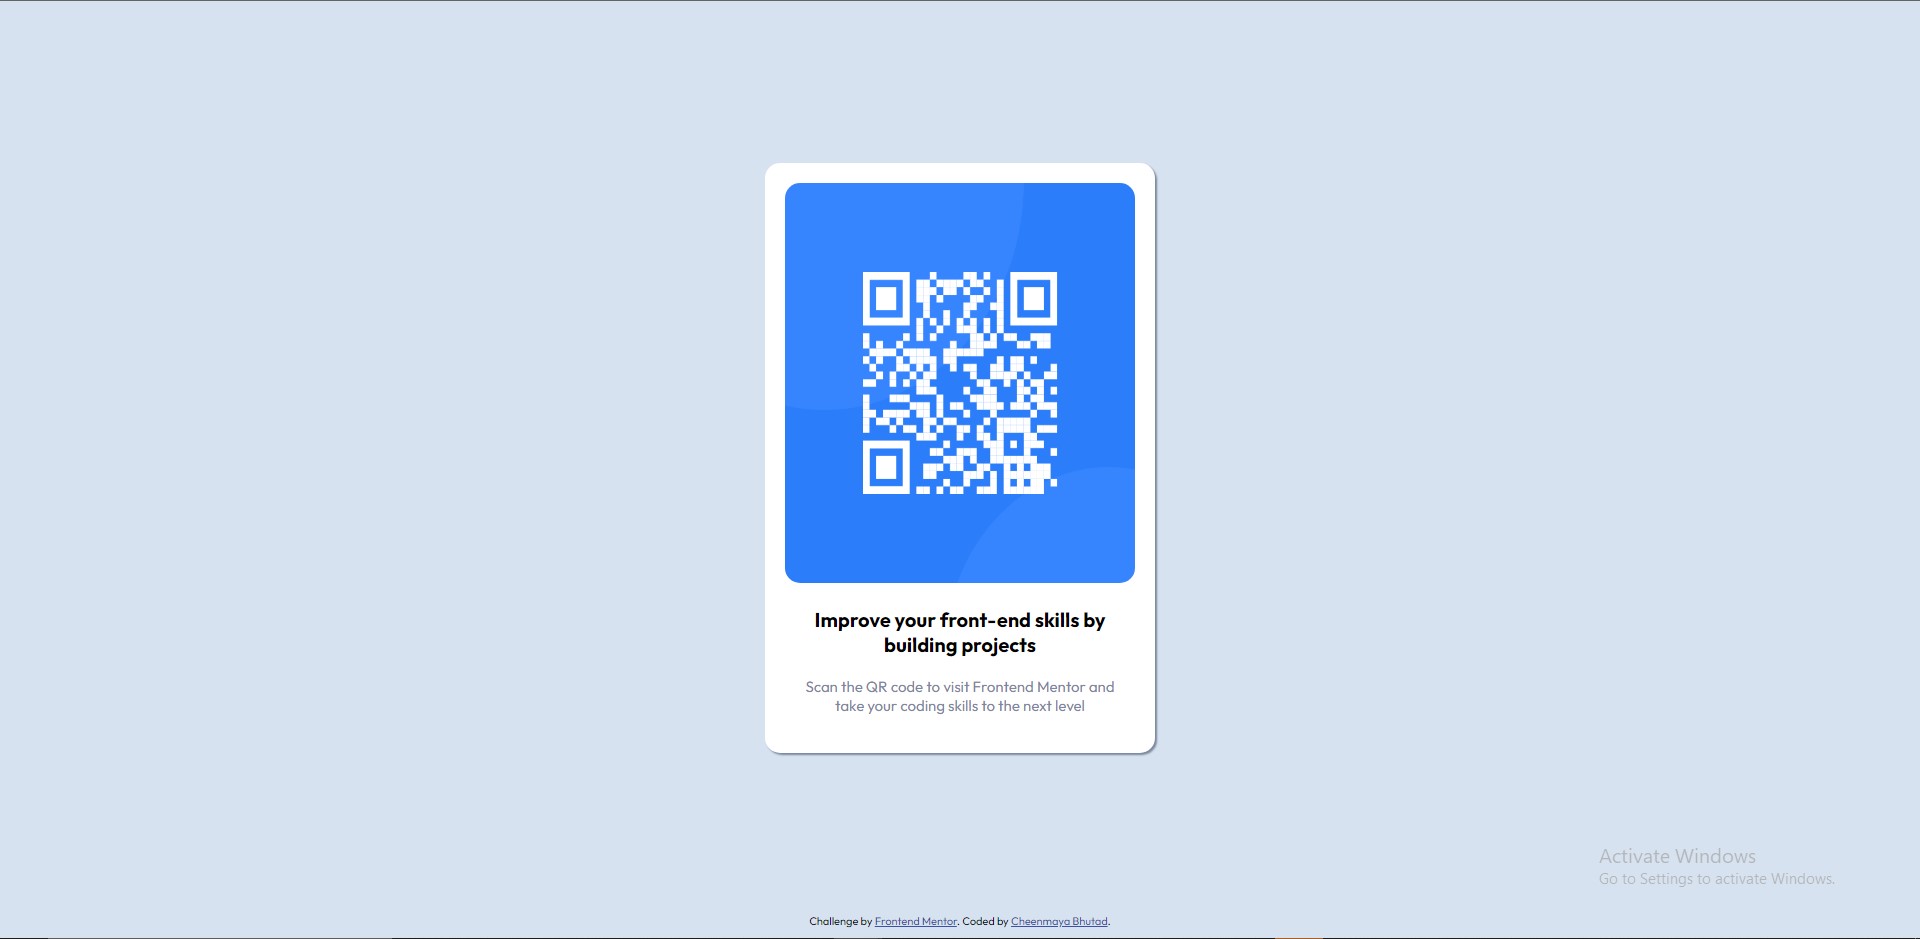 Improve your front-end skills by
building projects
Scan the QR code to visit Frontend Mentor and
take your coding skills to the next level
Activate Windows
Go to Settings to activate Windows.
Challenge by Frontend Mentor. Coded by Cheenmaya Bhutad.